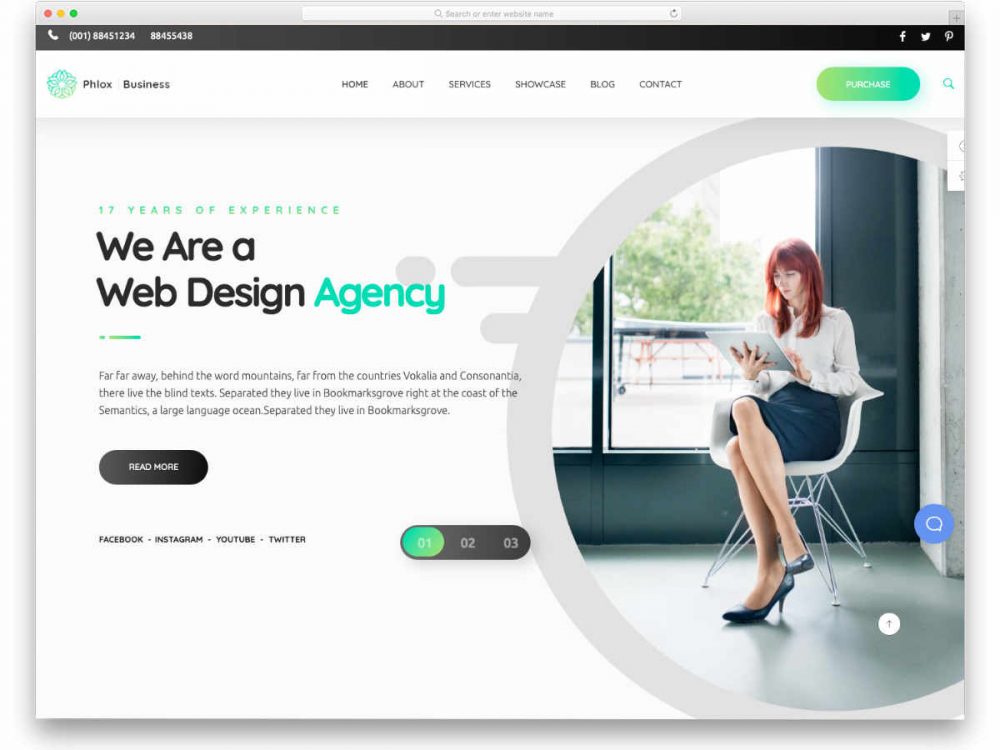 Search or enter website name
(001) 88451234 88455438
Phlox Business
HOME ABOUT SERVICES SHOWCASE BLOG CONTACT
PURCHASE
17 YEARS OF EXPERIENCE
We Are a
Web Design Agency
Far far away, behind the word mountains, far from the countries Vokalia and Consonantia,
there live the blind texts. Separated they live in Bookmarksgrove right at the coast of the
Semantics, a large language ocean.Separated they live in Bookmarksgrove.
READ MORE
FACEBOOK - INSTAGRAM - YOUTUBE - TWITTER
01 02 03